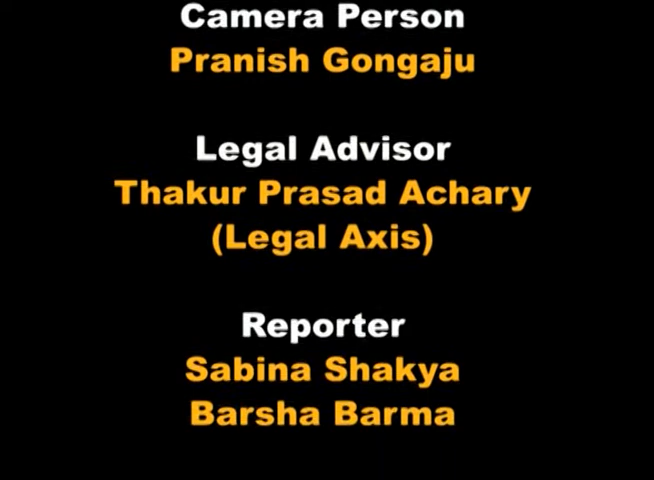 Camera Person
Pranish Gongaju
Legal Advisor
Thakur Prasad Achary
(Legal Axis)
Reporter
Sabina Shakya
Barsha Barma